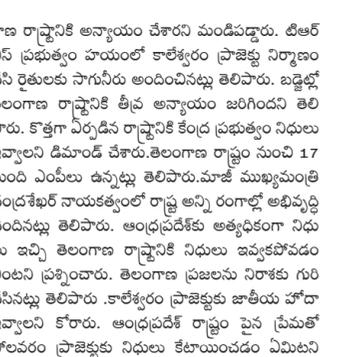 ాణ రాష్ట్రానికి అన్యాయం చేశారని మండిపడ్డారు. టీఆర్
స్ ప్రభుత్వం హయంలో కాలేశ్వరం ప్రాజెక్టు నిర్మాణం
సి రైతులకు సాగునీరు అందించినట్లు తెలిపారు. బడ్జెట్లో
లంగాణ రాష్ట్రానికి తీవ్ర అన్యాయం జరిగిందని తెలి
ారు. కొత్తగా ఏర్పడిన రాష్ట్రానికి కేంద్ర ప్రభుత్వం నిధులు
వ్వాలని డిమాండ్ చేశారు.తెలంగాణ రాష్ట్రం నుంచి 17
ంది ఎంపీలు ఉన్నట్లు తెలిపారు.మాజీ ముఖ్యమంత్రి
ంద్రశేఖర్ నాయకత్వంలో రాష్ట్ర అన్ని రంగాల్లో అభివృద్ధి
ందినట్లు తెలిపారు. ఆంధ్రప్రదేశ్‌కు అత్యధికంగా నిధు
ు ఇచ్చి తెలంగాణ రాష్ట్రానికి నిధులు ఇవ్వకపోవడం
ంటని ప్రశ్నించారు. తెలంగాణ ప్రజలను నిరాశకు గురి
సినట్లు తెలిపారు .కాలేశ్వరం ప్రాజెక్టుకు జాతీయ హోదా
వ్వాలని కోరారు. ఆంధ్రప్రదేశ్ రాష్ట్రం పైన ప్రేమతో
ోలవరం ప్రాజెక్టుకు నిధులు కేటాయించడం ఏమిటని